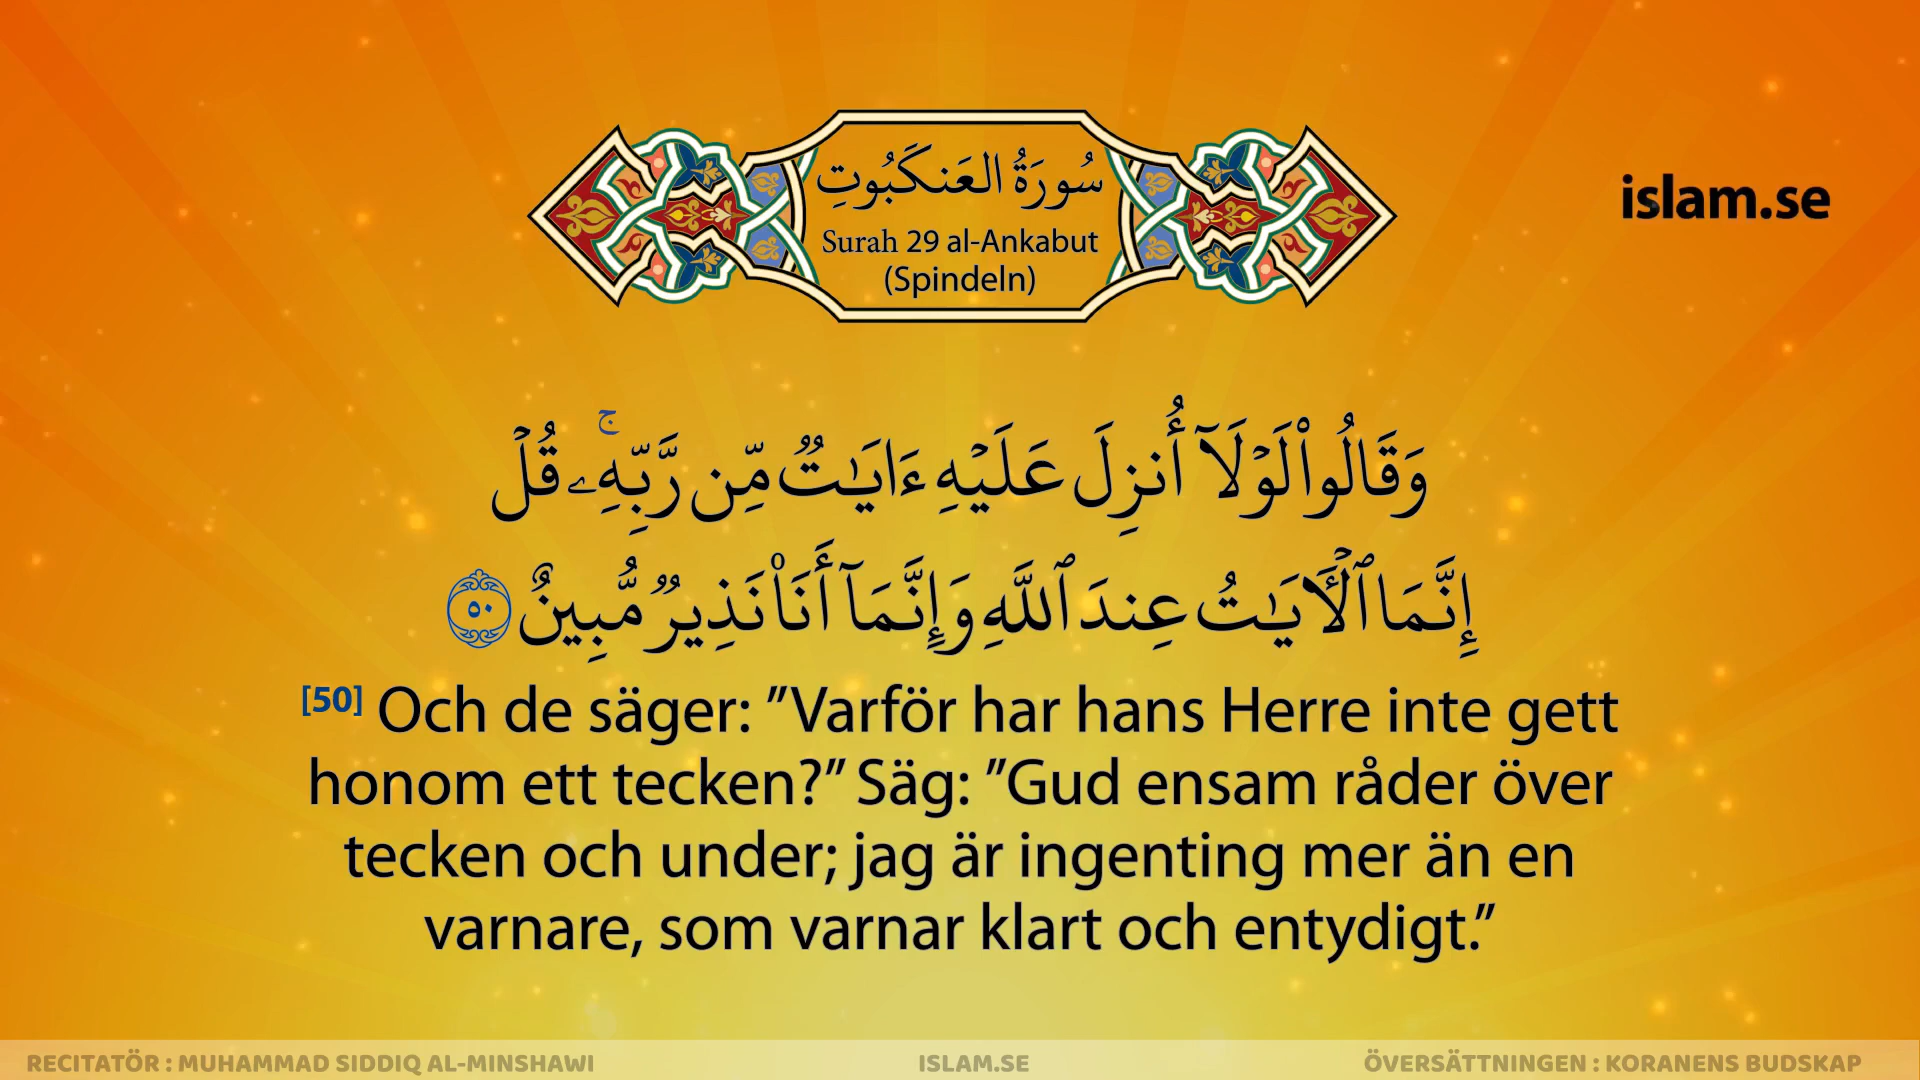 سُورَةُ العَنكَبُوتِ
Surah 29 al-Ankabut
(Spindeln)
islam.se
وَقَالُوا۟ لَوْلَآ أُنزِلَ عَلَيْهِ ءَايَـٰتٌ مِّن رَّبِّهِۦ ۚ قُلْ
إِنَّمَا ٱلْـَٔايَـٰتُ عِندَ ٱللَّهِ وَإِنَّمَآ أَنَا۠ نَذِيرٌ مُّبِينٌ ٥٠
[50] Och de säger: ”Varför har hans Herre inte gett
honom ett tecken?” Säg: ”Gud ensam råder över
tecken och under; jag är ingenting mer än en
varnare, som varnar klart och entydigt.”
RECITATÖR : MUHAMMAD SIDDIQ AL-MINSHAWI ISLAM.SE ÖVERSÄTTNINGEN : KORANENS BUDSKAP